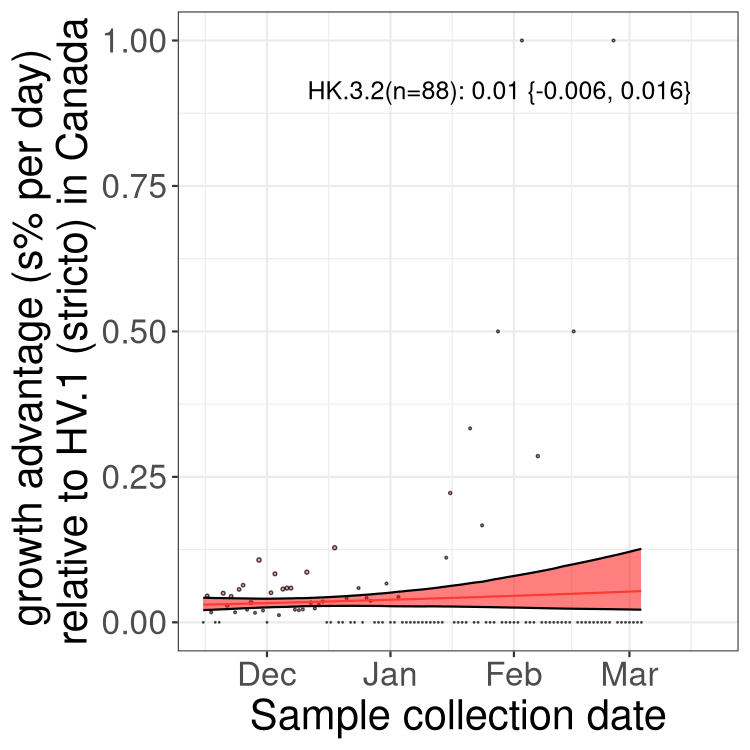 growth advantage (s% per day)
relative to HV.1 (stricto) in Canada
1.00
HK.3.2(n=88): 0.01 {-0.006, 0.016}
0.75
0.50
0.25
0.00
Dec Jan Feb Mar
Sample collection date